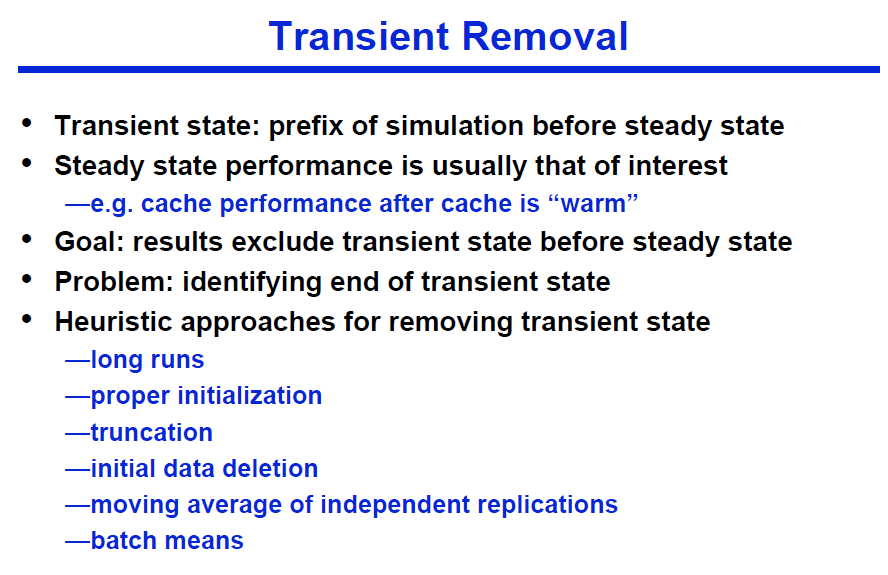 Transient Removal
• Transient state: prefix of simulation before steady state
• Steady state performance is usually that of interest
—e.g. cache performance after cache is “warm”
• Goal: results exclude transient state before steady state
• Problem: identifying end of transient state
• Heuristic approaches for removing transient state
—long runs
—proper initialization
—truncation
—initial data deletion
—moving average of independent replications
—batch means